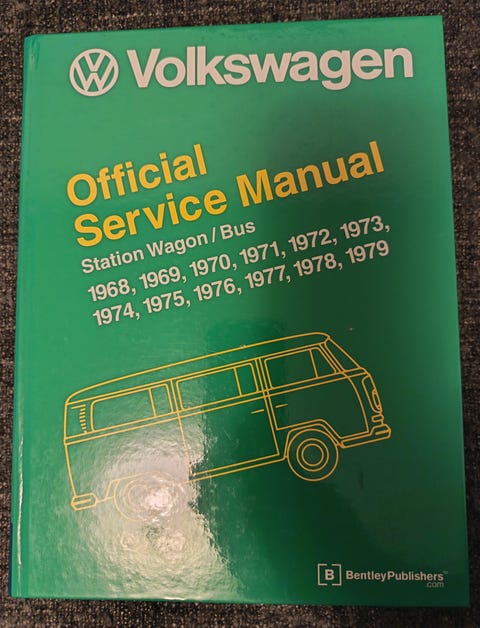 Volkswagen
Official
Service Manual
Station Wagon/Bus
1968, 1969, 1970, 1971, 1972, 1973,
1974, 1975, 1976, 1977, 1978, 1979
B BentleyPublishers™
.com